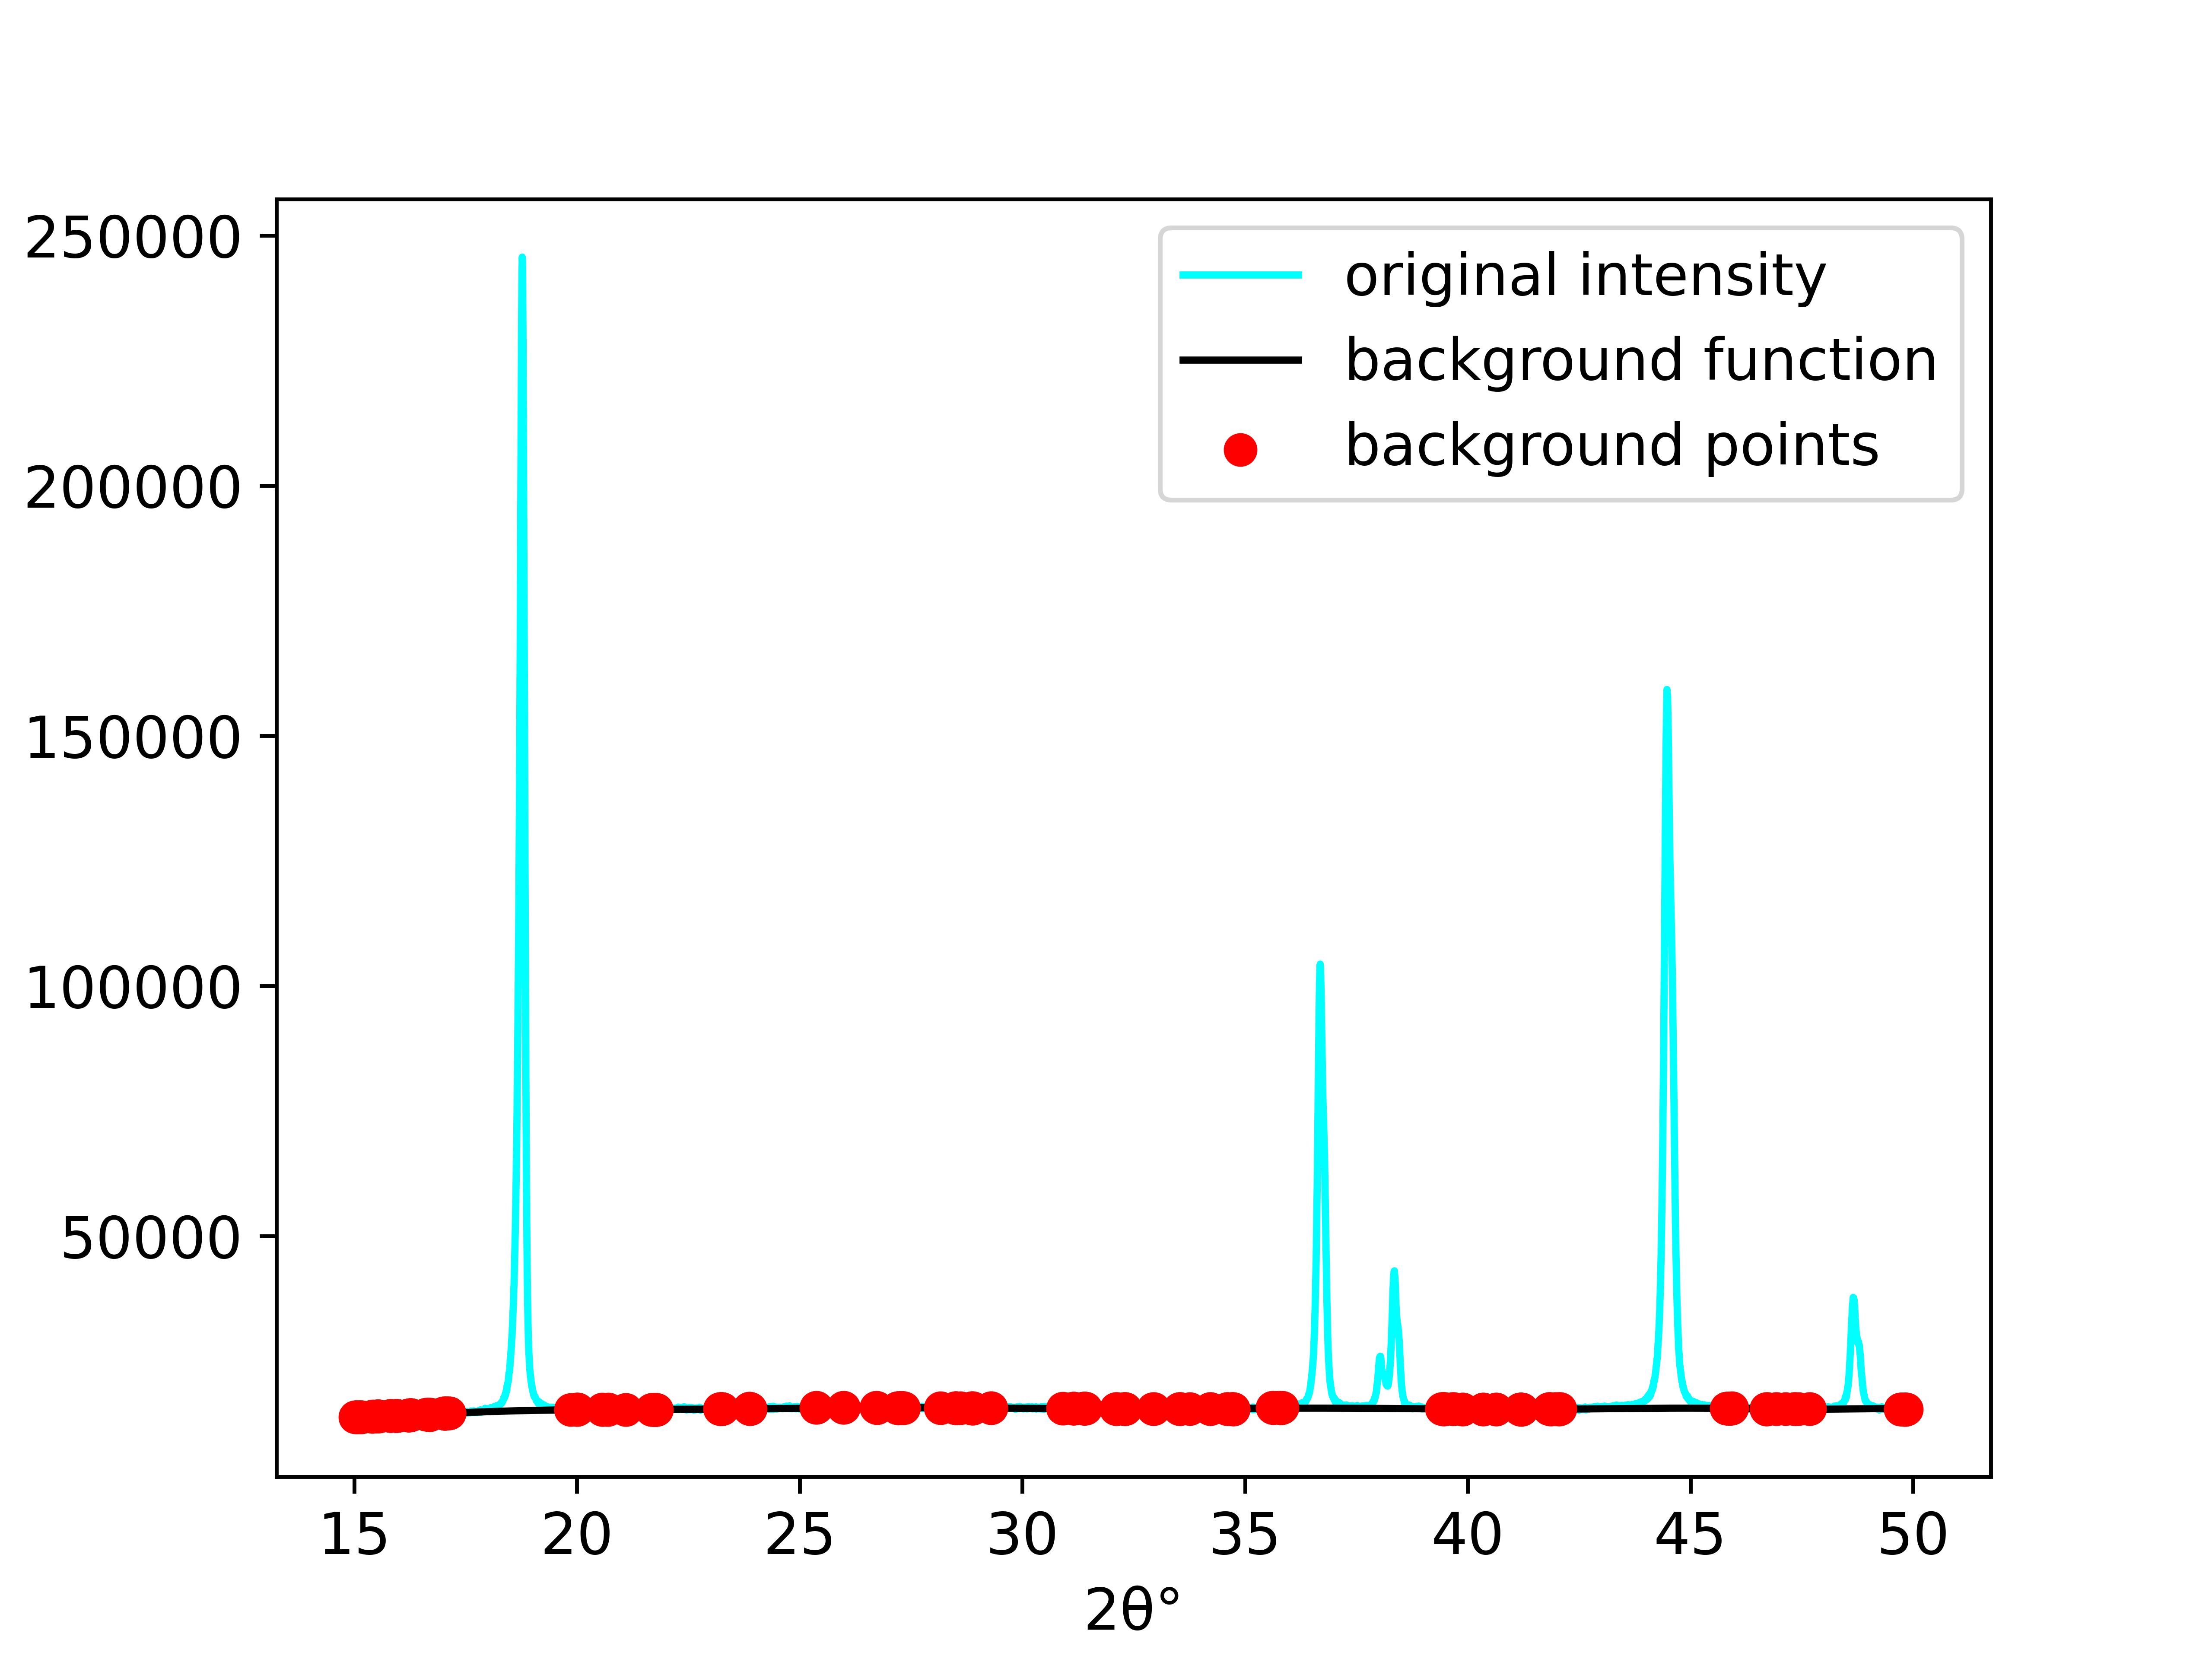 250000
200000
150000
100000
50000
original intensity
background function
background points
15 20 25 30 35 40 45 50
2θ°